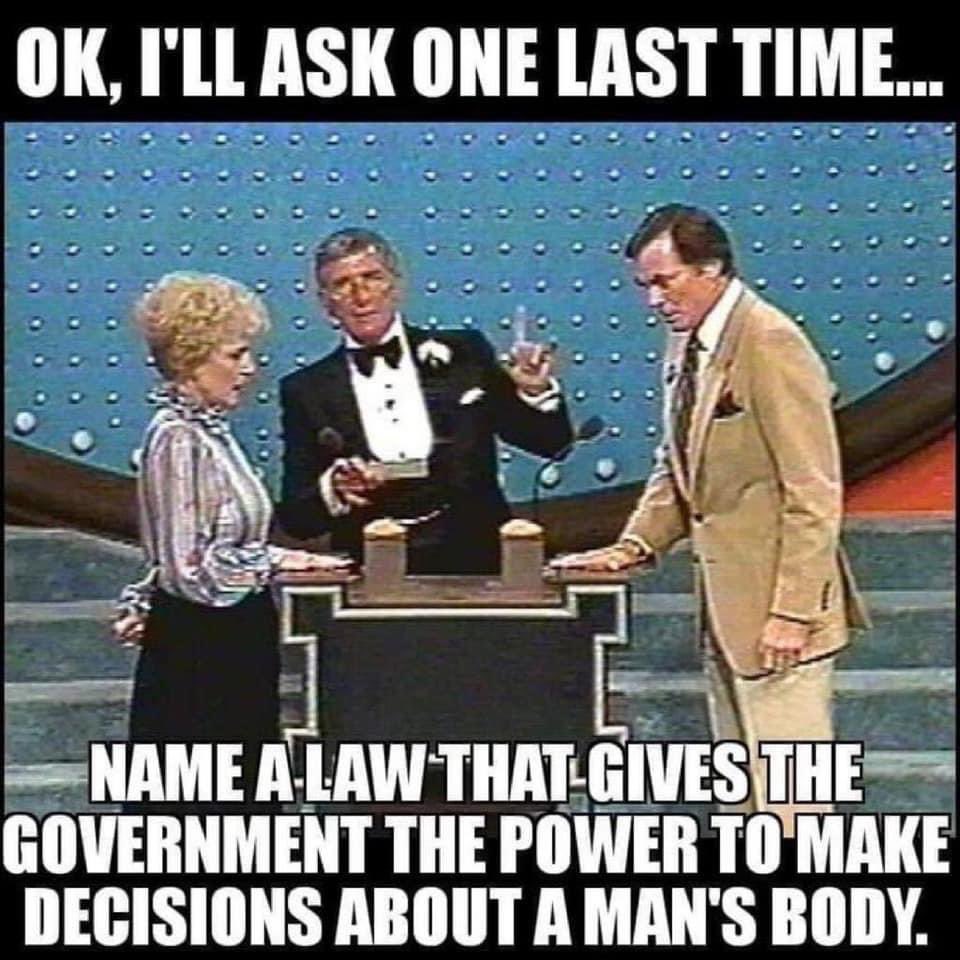 OK, I'LL ASK ONE LAST TIME...
NAME A LAW THAT GIVES THE
GOVERNMENT THE POWER TO MAKE
DECISIONS ABOUT A MAN'S BODY.